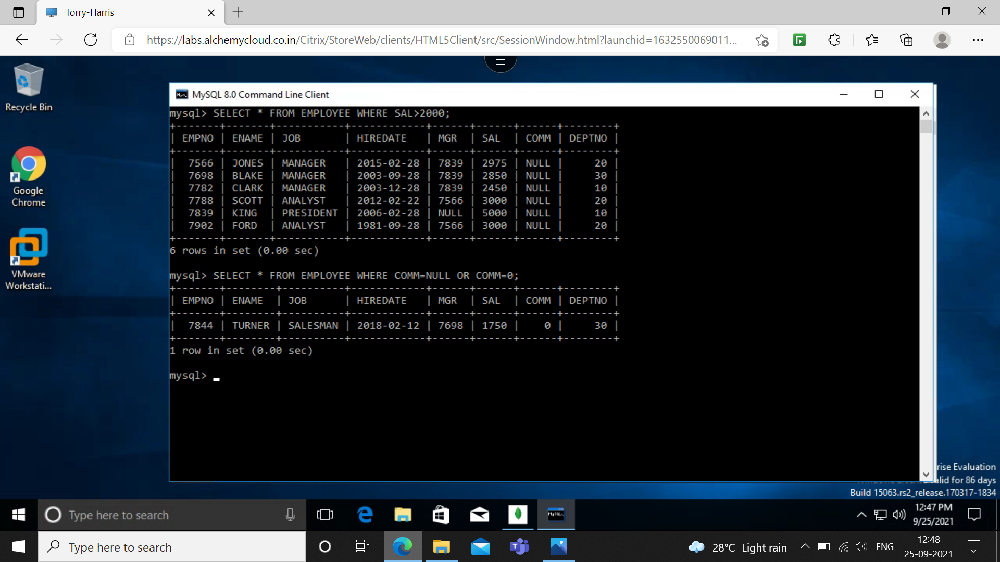 Torry-Harris
https://labs.alchemycloud.co.in/Citrix/StoreWeb/clients/HTML5Client/src/SessionWindow.html?launchid=1632550069011...
Recycle Bin
Google
Chrome
VMware
Workstati...
MySQL 8.0 Command Line Client
mysql> SELECT * FROM EMPLOYEE WHERE SAL>2000;
+-------+-------+-----------+------------+------+------+------+--------+
| EMPNO | ENAME | JOB       | HIREDATE   | MGR  | SAL  | COMM | DEPTNO |
+-------+-------+-----------+------------+------+------+------+--------+
|  7566 | JONES | MANAGER   | 2015-02-28 | 7839 | 2975 | NULL |     20 |
|  7698 | BLAKE | MANAGER   | 2003-09-28 | 7839 | 2850 | NULL |     30 |
|  7782 | CLARK | MANAGER   | 2003-12-28 | 7839 | 2450 | NULL |     10 |
|  7788 | SCOTT | ANALYST   | 2012-02-22 | 7566 | 3000 | NULL |     20 |
|  7839 | KING  | PRESIDENT | 2006-02-28 | NULL | 5000 | NULL |     10 |
|  7902 | FORD  | ANALYST   | 1981-09-28 | 7566 | 3000 | NULL |     20 |
+-------+-------+-----------+------------+------+------+------+--------+
6 rows in set (0.00 sec)
mysql> SELECT * FROM EMPLOYEE WHERE COMM=NULL OR COMM=0;
+-------+--------+----------+------------+------+------+------+--------+
| EMPNO | ENAME  | JOB      | HIREDATE   | MGR  | SAL  | COMM | DEPTNO |
+-------+--------+----------+------------+------+------+------+--------+
|  7844 | TURNER | SALESMAN | 2018-02-12 | 7698 | 1750 |    0 |     30 |
+-------+--------+----------+------------+------+------+------+--------+
1 row in set (0.00 sec)
mysql>
rise Evaluation
alid for 86 days
Build 15063.rs2_release.170317-1834
Type here to search
MySQL
12:47 PM
9/25/2021
Type here to search
28°C Light rain
ENG
12:48
25-09-2021